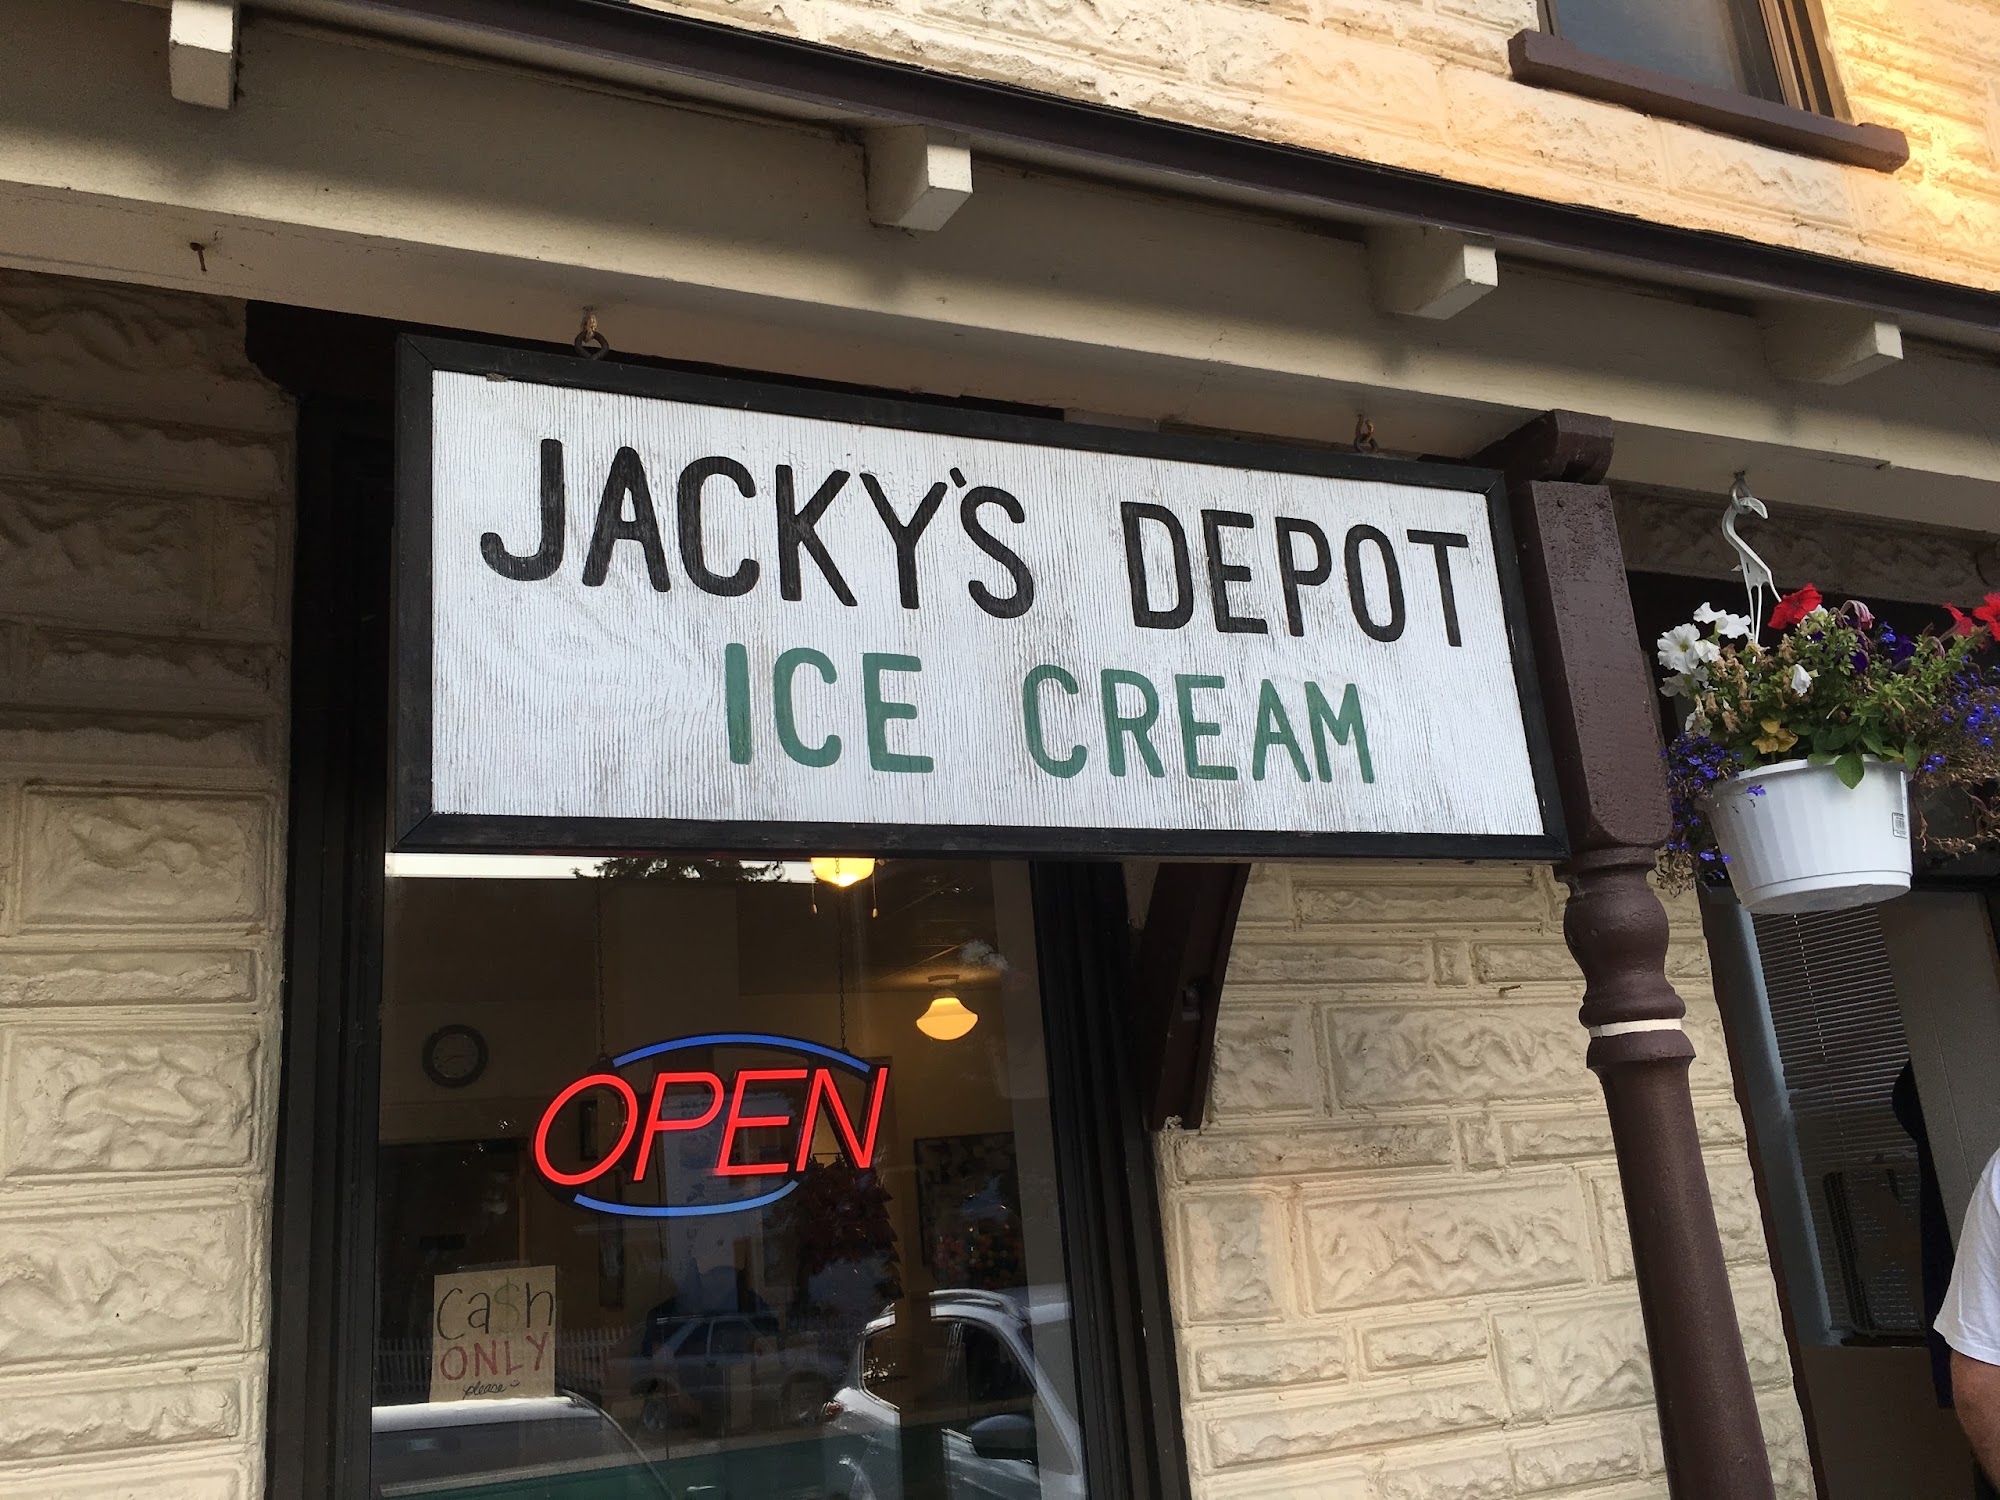 JACKY'S DEPOT
ICE CREAM
OPEN
Ca$h
ONLY
please